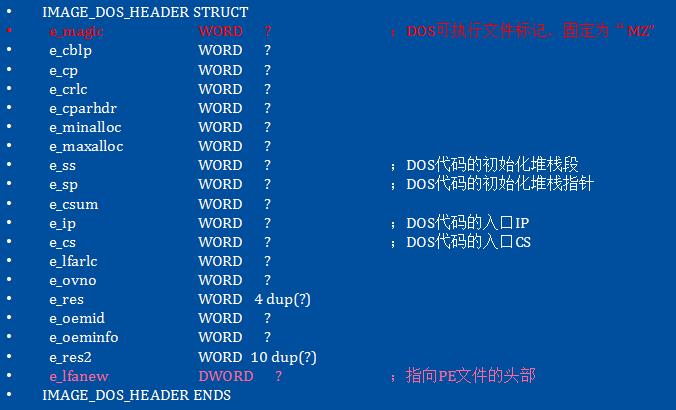 • IMAGE_DOS_HEADER STRUCT
• e_magic WORD ? ；DOS可执行文件标记，固定为“MZ”
• e_cblp WORD ?
• e_cp WORD ?
• e_crlc WORD ?
• e_cparhdr WORD ?
• e_minalloc WORD ?
• e_maxalloc WORD ?
• e_ss WORD ? ；DOS代码的初始化堆栈段
• e_sp WORD ? ；DOS代码的初始化堆栈指针
• e_csum WORD ?
• e_ip WORD ? ；DOS代码的入口IP
• e_cs WORD ? ；DOS代码的入口CS
• e_lfarlc WORD ?
• e_ovno WORD ?
• e_res WORD 4 dup(?)
• e_oemid WORD ?
• e_oeminfo WORD ?
• e_res2 WORD 10 dup(?)
• e_lfanew DWORD ? ；指向PE文件的头部
• IMAGE_DOS_HEADER ENDS